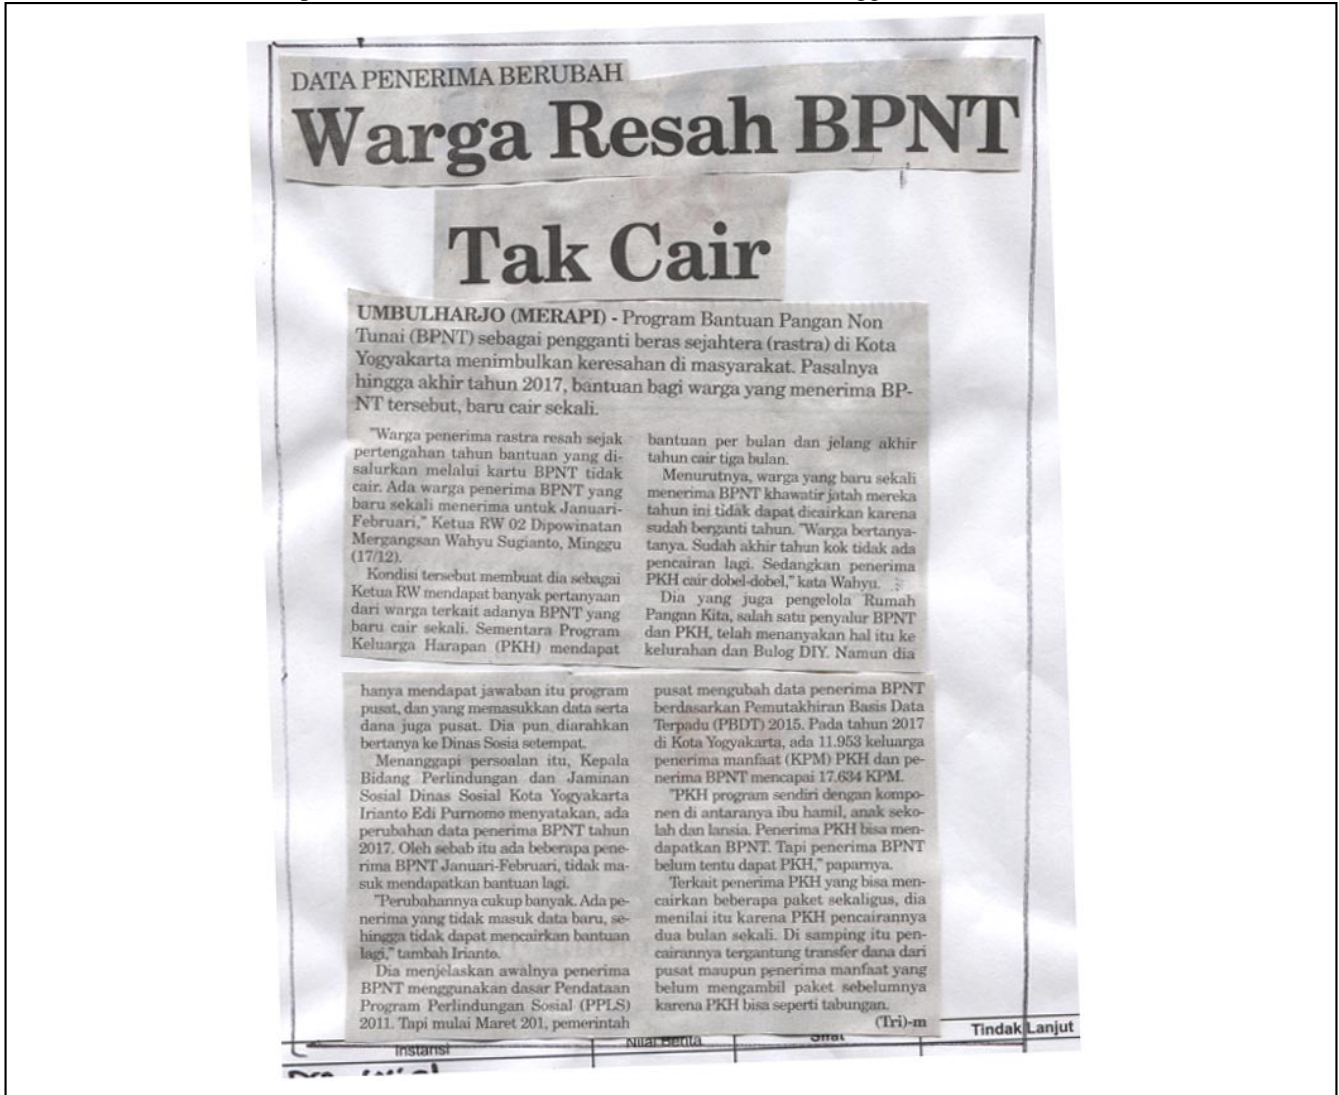 DATA PENERIMA BERUBAH
Warga Resah BPNT
Tak Cair
UMBULHARJO (MERAPI) - Program Bantuan Pangan Non
Tunai (BPNT) sebagai pengganti beras sejahtera (rastra) di Kota
Yogyakarta menimbulkan keresahan di masyarakat. Pasalnya
hingga akhir tahun 2017, bantuan bagi warga yang menerima BP-
NT tersebut, baru cair sekali.
"Warga penerima rastra resah sejak
pertengahan tahun bantuan yang di-
salurkan melalui kartu BPNT tidak
cair. Ada warga penerima BPNT yang
baru sekali menerima untuk Januari-
Februari," Ketua RW 02 Dipowinatan
Mergangsan Wahyu Sugianto, Minggu
(17/12).
Kondisi tersebut membuat dia sebagai
Ketua RW mendapat banyak pertanyaan
dari warga terkait adanya BPNT yang
baru cair sekali. Sementara Program
Keluarga Harapan (PKH) mendapat
bantuan per bulan dan jelang akhir
tahun cair tiga bulan.
Menurutnya, warga yang baru sekali
menerima BPNT khawatir jatah mereka
tahun ini tidak dapat dicairkan karena
sudah berganti tahun. "Warga bertanya-
tanya. Sudah akhir tahun kok tidak ada
pencairan lagi. Sedangkan penerima
PKH cair dobel-dobel," kata Wahyu.
Dia yang juga pengelola Rumah
Pangan Kita, salah satu penyalur BPNT
dan PKH, telah menanyakan hal itu ke
kelurahan dan Bulog DIY. Namun dia
hanya mendapat jawaban itu program
pusat, dan yang memasukkan data serta
dana juga pusat. Dia pun diarahkan
bertanya ke Dinas Sosia setempat.
Menanggapi persoalan itu, Kepala
Bidang Perlindungan dan Jaminan
Sosial Dinas Sosial Kota Yogyakarta
Irianto Edi Purnomo menyatakan, ada
perubahan data penerima BPNT tahun
2017. Oleh sebab itu ada beberapa pene-
rima BPNT Januari-Februari, tidak ma-
suk mendapatkan bantuan lagi.
"Perubahannya cukup banyak. Ada pe-
nerima yang tidak masuk data baru, se-
hingga tidak dapat mencairkan bantuan
lagi," tambah Irianto.
Dia menjelaskan awalnya penerima
BPNT menggunakan dasar Pendataan
Program Perlindungan Sosial (PPLS)
2011. Tapi mulai Maret 201, pemerintah
pusat mengubah data penerima BPNT
berdasarkan Pemutakhiran Basis Data
Terpadu (PBDT) 2015. Pada tahun 2017
di Kota Yogyakarta, ada 11.953 keluarga
penerima manfaat (KPM) PKH dan pe-
nerima BPNT mencapai 17.634 KPM.
"PKH program sendiri dengan kompo-
nen di antaranya ibu hamil, anak seko-
lah dan lansia. Penerima PKH bisa men-
dapatkan BPNT. Tapi penerima BPNT
belum tentu dapat PKH," paparnya.
Terkait penerima PKH yang bisa men-
cairkan beberapa paket sekaligus, dia
menilai itu karena PKH pencairannya
dua bulan sekali. Di samping itu pen-
cairannya tergantung transfer dana dari
pusat maupun penerima manfaat yang
belum mengambil paket sebelumnya
karena PKH bisa seperti tabungan.
(Tri)-m
Instansi Nilai Berita Sifat Tindak Lanjut